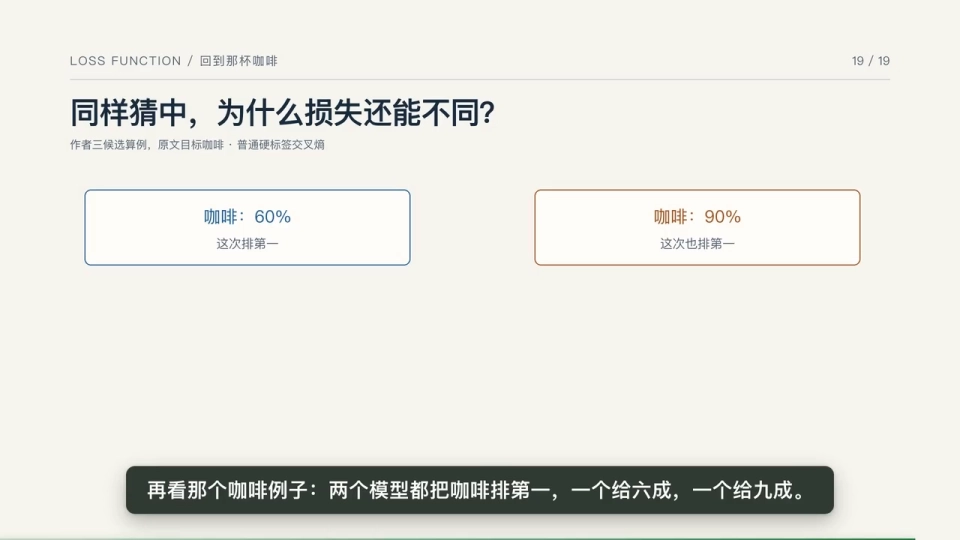 LOSS FUNCTION / 回到那杯咖啡
19 / 19
同样猜中，为什么损失还能不同？
作者三候选算例，原文目标咖啡 · 普通硬标签交叉熵
咖啡：60%
这次排第一
咖啡：90%
这次也排第一
再看那个咖啡例子：两个模型都把咖啡排第一，一个给六成，一个给九成。